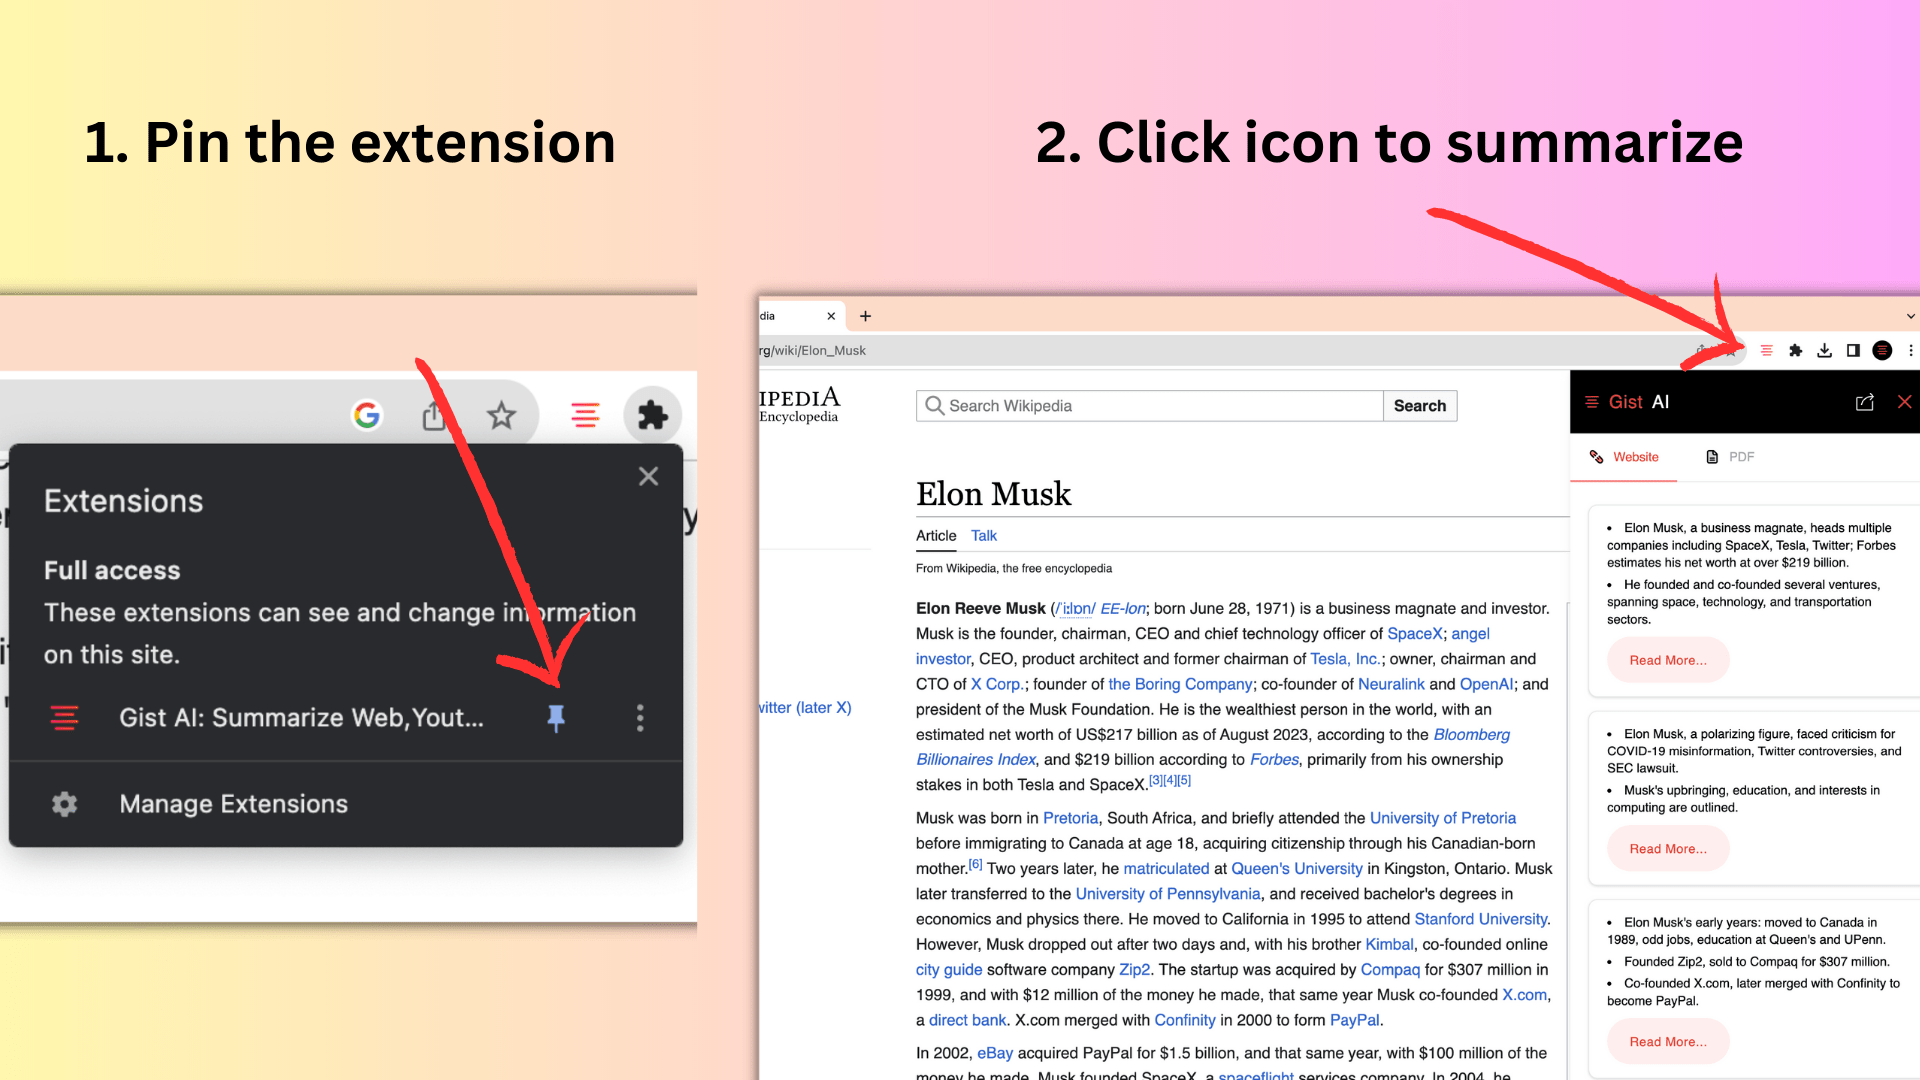 1. Pin the extension
2. Click icon to summarize
Extensions
Full access
These extensions can see and change information
on this site.
Gist AI: Summarize Web,Yout...
Manage Extensions
dia
rg/wiki/Elon_Musk
IPEDIA
Encyclopedia
Search Wikipedia
Search
Elon Musk
Article Talk
From Wikipedia, the free encyclopedia
witter (later X)
Elon Reeve Musk (/ˈiːlɒn/ EE-lon; born June 28, 1971) is a business magnate and investor.
Musk is the founder, chairman, CEO and chief technology officer of SpaceX; angel
investor, CEO, product architect and former chairman of Tesla, Inc.; owner, chairman and
CTO of X Corp.; founder of the Boring Company; co-founder of Neuralink and OpenAI; and
president of the Musk Foundation. He is the wealthiest person in the world, with an
estimated net worth of US$217 billion as of August 2023, according to the Bloomberg
Billionaires Index, and $219 billion according to Forbes, primarily from his ownership
stakes in both Tesla and SpaceX.[3][4][5]
Musk was born in Pretoria, South Africa, and briefly attended the University of Pretoria
before immigrating to Canada at age 18, acquiring citizenship through his Canadian-born
mother.[6] Two years later, he matriculated at Queen's University in Kingston, Ontario. Musk
later transferred to the University of Pennsylvania, and received bachelor's degrees in
economics and physics there. He moved to California in 1995 to attend Stanford University.
However, Musk dropped out after two days and, with his brother Kimbal, co-founded online
city guide software company Zip2. The startup was acquired by Compaq for $307 million in
1999, and with $12 million of the money he made, that same year Musk co-founded X.com,
a direct bank. X.com merged with Confinity in 2000 to form PayPal.
In 2002, eBay acquired PayPal for $1.5 billion, and that same year, with $100 million of the
money he made, Musk founded SpaceX, a spaceflight services company. In 2004, he
Gist AI
Website
PDF
• Elon Musk, a business magnate, heads multiple
companies including SpaceX, Tesla, Twitter; Forbes
estimates his net worth at over $219 billion.
• He founded and co-founded several ventures,
spanning space, technology, and transportation
sectors.
Read More...
• Elon Musk, a polarizing figure, faced criticism for
COVID-19 misinformation, Twitter controversies, and
SEC lawsuit.
• Musk's upbringing, education, and interests in
computing are outlined.
Read More...
• Elon Musk's early years: moved to Canada in
1989, odd jobs, education at Queen's and UPenn.
• Founded Zip2, sold to Compaq for $307 million.
• Co-founded X.com, later merged with Confinity to
become PayPal.
Read More...